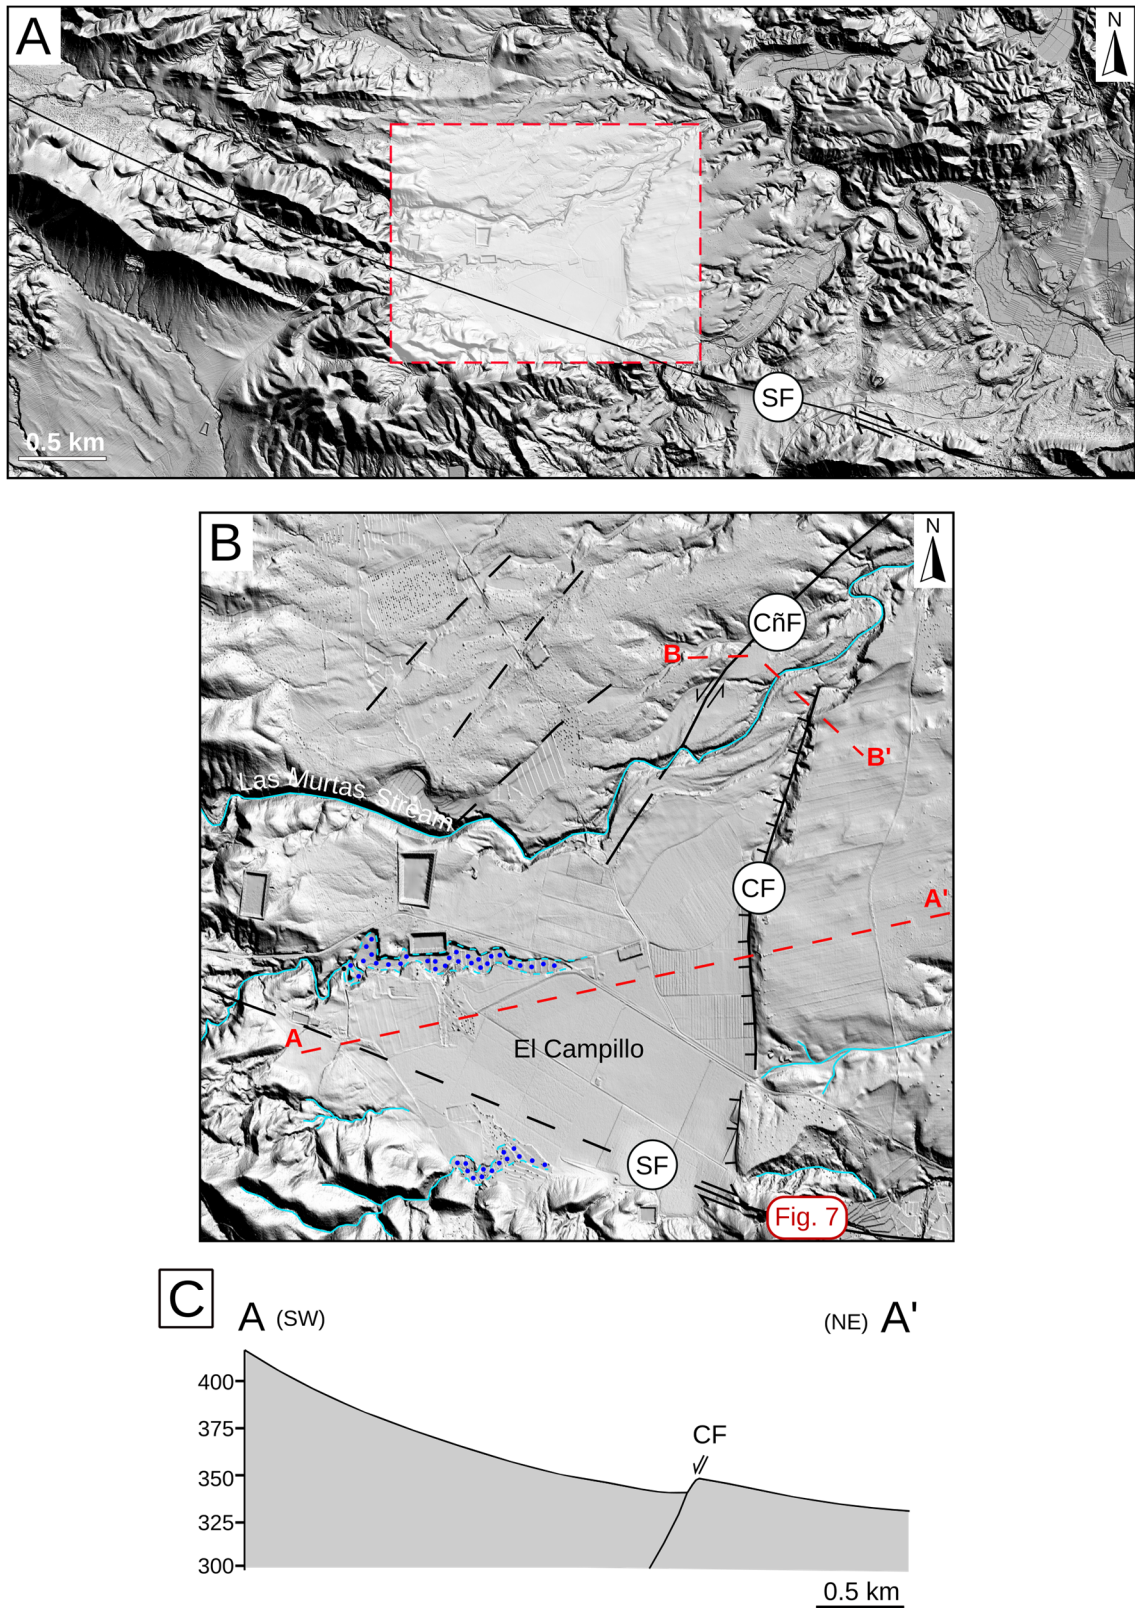 A
N
SF
0.5 km
B
N
CñF
B
B'
Las Murtas Stream
CF
A'
A
El Campillo
SF
Fig. 7
C
A (SW)
(NE) A'
400
375
350
325
300
CF
0.5 km